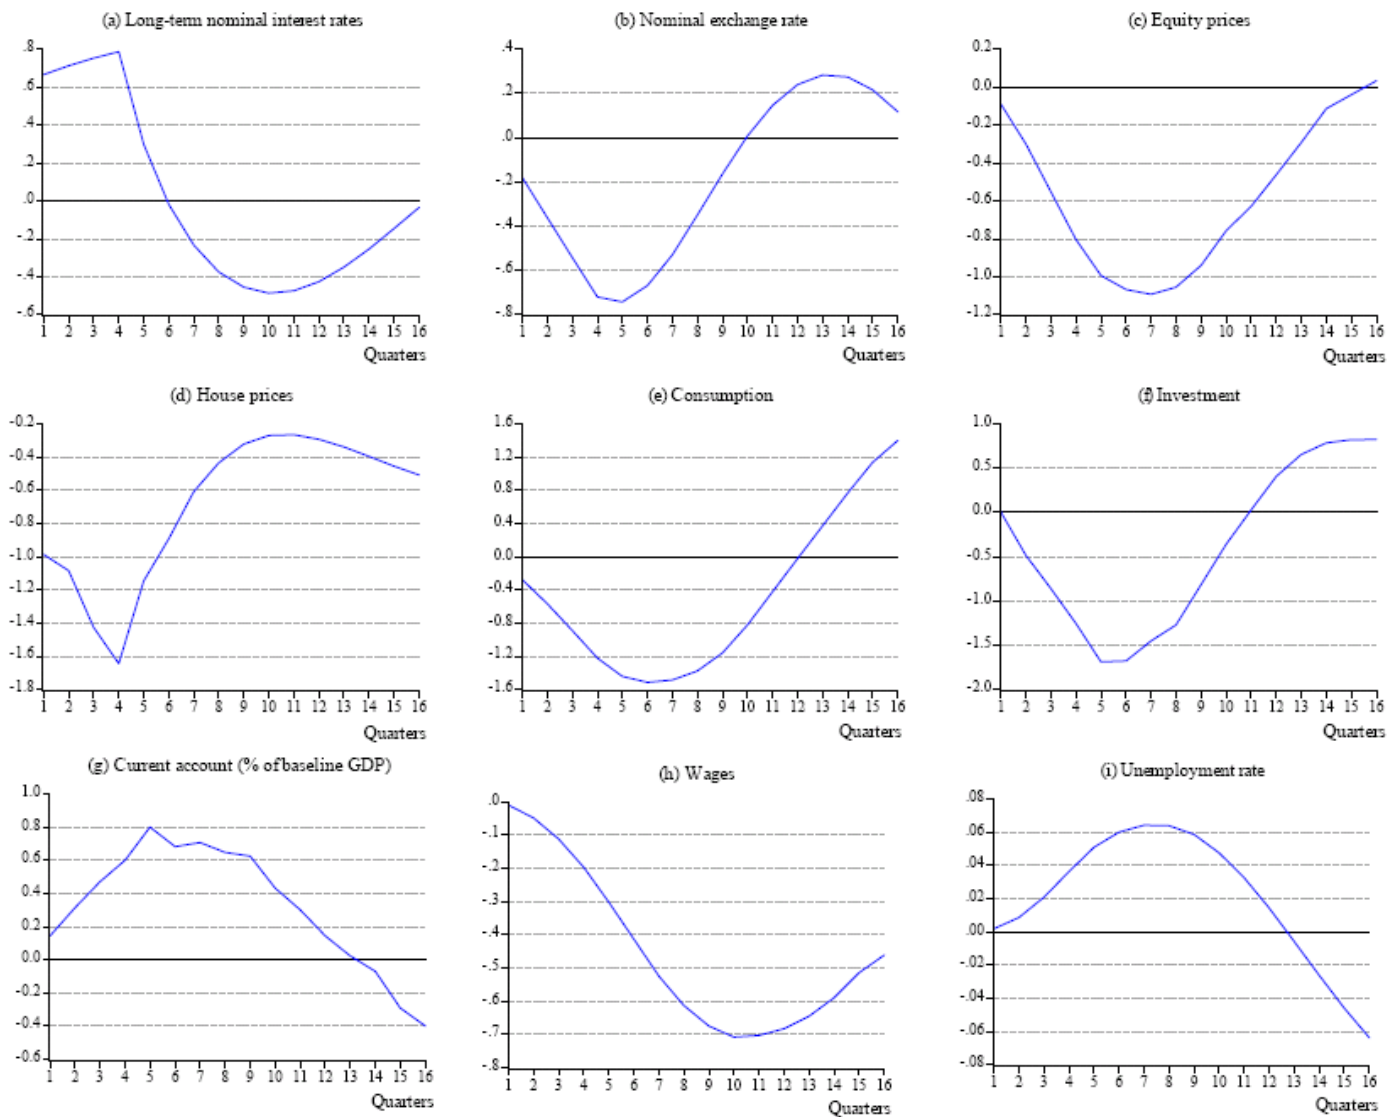 (a) Long-term nominal interest rates
.8
.6
.4
.2
.0
-.2
-.4
-.6
1 2 3 4 5 6 7 8 9 10 11 12 13 14 15 16
Quarters
(b) Nominal exchange rate
.4
.2
.0
-.2
-.4
-.6
-.8
1 2 3 4 5 6 7 8 9 10 11 12 13 14 15 16
Quarters
(c) Equity prices
0.2
0.0
-0.2
-0.4
-0.6
-0.8
-1.0
-1.2
1 2 3 4 5 6 7 8 9 10 11 12 13 14 15 16
Quarters
(d) House prices
-0.2
-0.4
-0.6
-0.8
-1.0
-1.2
-1.4
-1.6
-1.8
1 2 3 4 5 6 7 8 9 10 11 12 13 14 15 16
Quarters
(e) Consumption
1.6
1.2
0.8
0.4
0.0
-0.4
-0.8
-1.2
-1.6
1 2 3 4 5 6 7 8 9 10 11 12 13 14 15 16
Quarters
(f) Investment
1.0
0.5
0.0
-0.5
-1.0
-1.5
-2.0
1 2 3 4 5 6 7 8 9 10 11 12 13 14 15 16
Quarters
(g) Current account (% of baseline GDP)
1.0
0.8
0.6
0.4
0.2
0.0
-0.2
-0.4
-0.6
1 2 3 4 5 6 7 8 9 10 11 12 13 14 15 16
Quarters
(h) Wages
.0
-.1
-.2
-.3
-.4
-.5
-.6
-.7
-.8
1 2 3 4 5 6 7 8 9 10 11 12 13 14 15 16
Quarters
(i) Unemployment rate
.08
.06
.04
.02
.00
-.02
-.04
-.06
-.08
1 2 3 4 5 6 7 8 9 10 11 12 13 14 15 16
Quarters